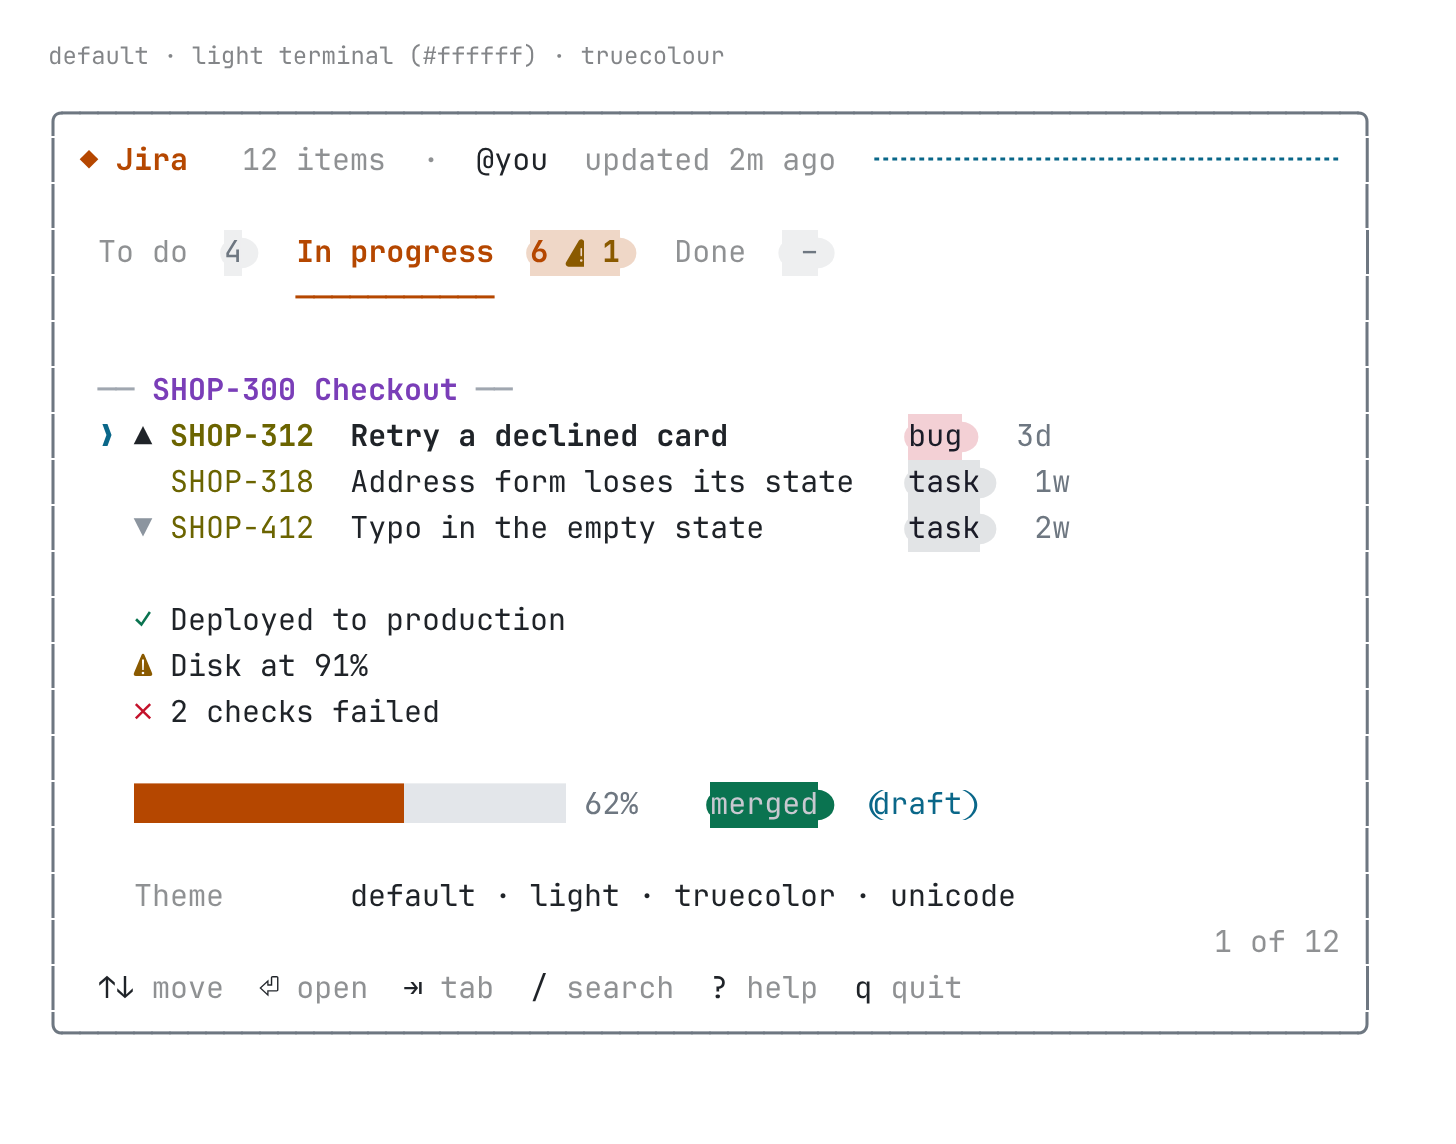 default · light terminal (#ffffff) · truecolour
◆ Jira 12 items · @you updated 2m ago
To do 4 In progress 6 ⚠ 1 Done –
── SHOP-300 Checkout ──
❱ ▲ SHOP-312 Retry a declined card bug 3d
SHOP-318 Address form loses its state task 1w
▼ SHOP-412 Typo in the empty state task 2w
✓ Deployed to production
⚠ Disk at 91%
✕ 2 checks failed
62% merged (draft)
Theme default · light · truecolor · unicode
1 of 12
↑↓ move ⏎ open ⇥ tab / search ? help q quit